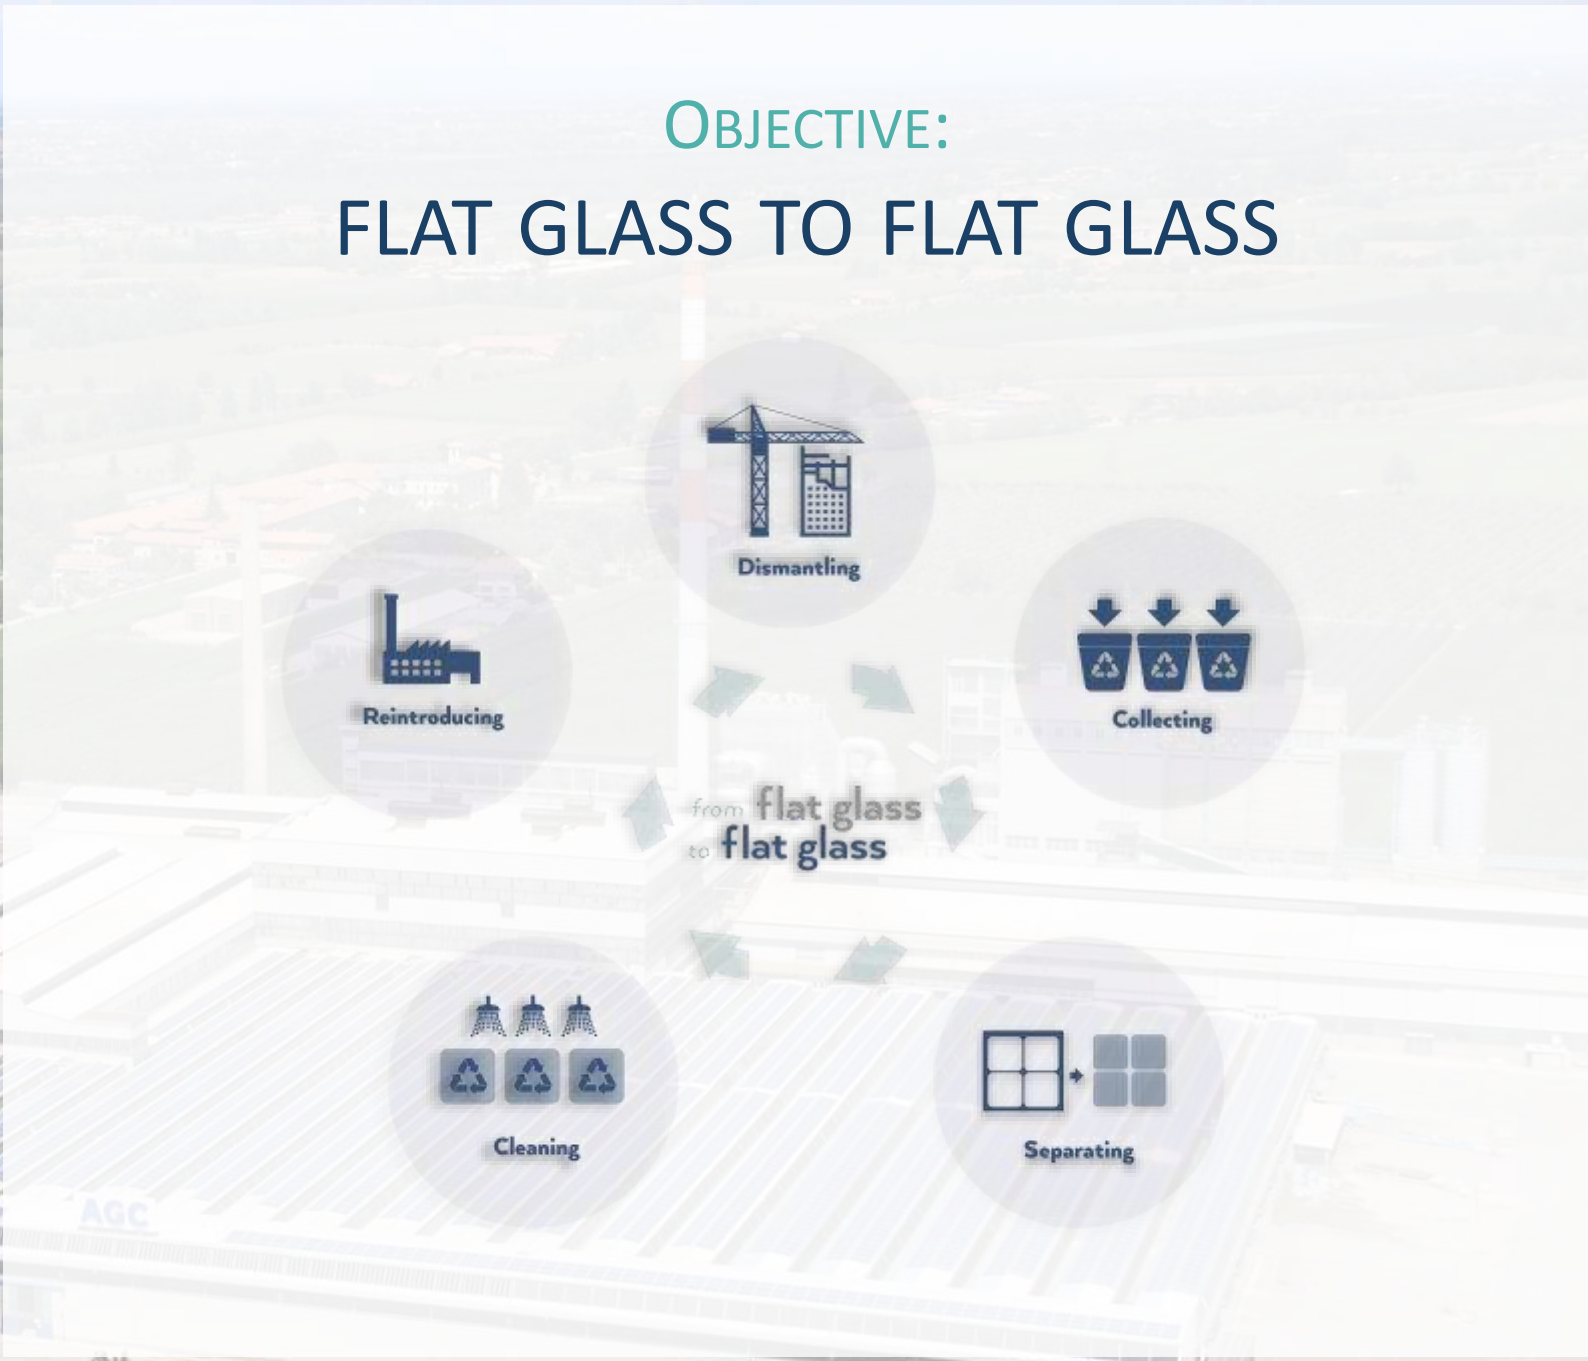 OBJECTIVE:
FLAT GLASS TO FLAT GLASS
Dismantling
Reintroducing
Collecting
from flat glass
to flat glass
Cleaning
Separating
AGC